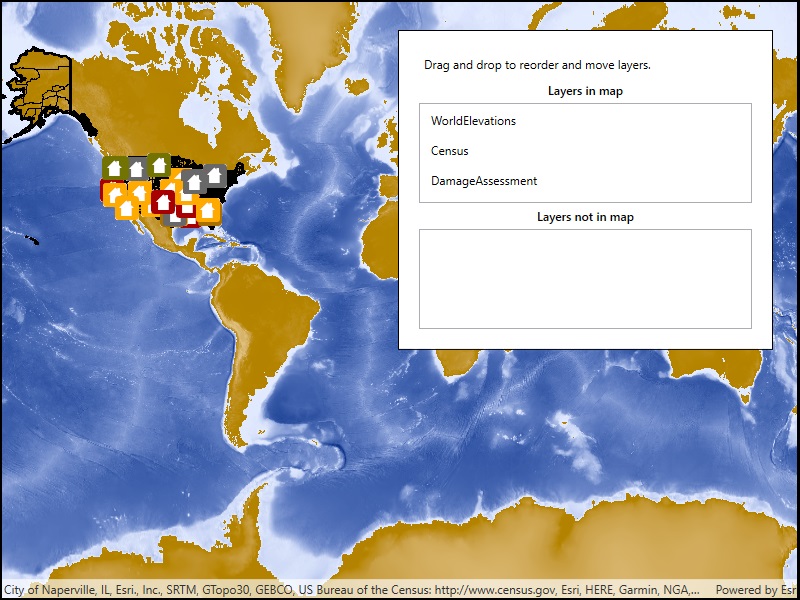 Drag and drop to reorder and move layers.
Layers in map
WorldElevations
Census
DamageAssessment
Layers not in map
City of Naperville, IL, Esri., Inc., SRTM, GTopo30, GEBCO, US Bureau of the Census: http://www.census.gov, Esri, HERE, Garmin, NGA,... Powered by Esr